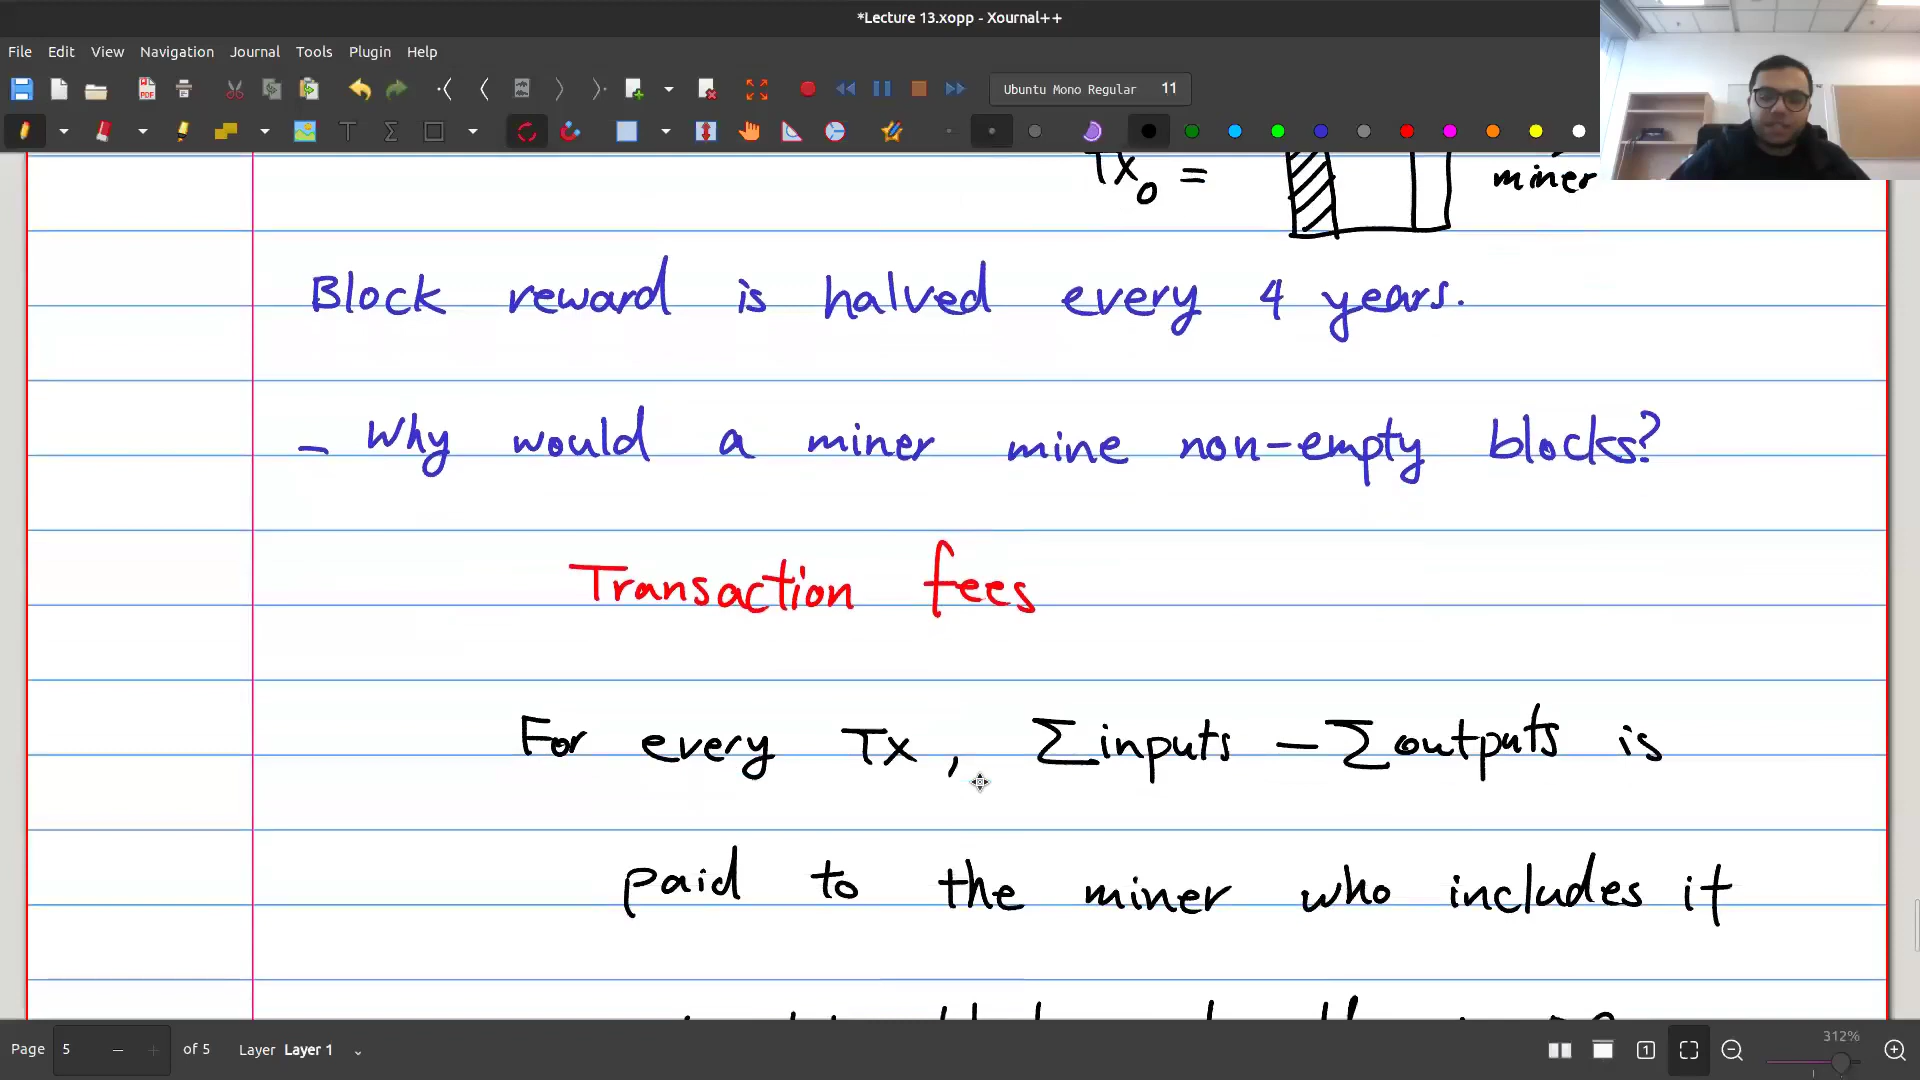 *Lecture 13.xopp - Xournal++
File Edit View Navigation Journal Tools Plugin Help
Ubuntu Mono Regular 11
Tx0 = miner
Block reward is halved every 4 years.
- Why would a miner mine non-empty blocks?
Transaction fees
For every Tx, ∑inputs - ∑outputs is
paid to the miner who includes it
Page 5 of 5 Layer Layer 1 312%